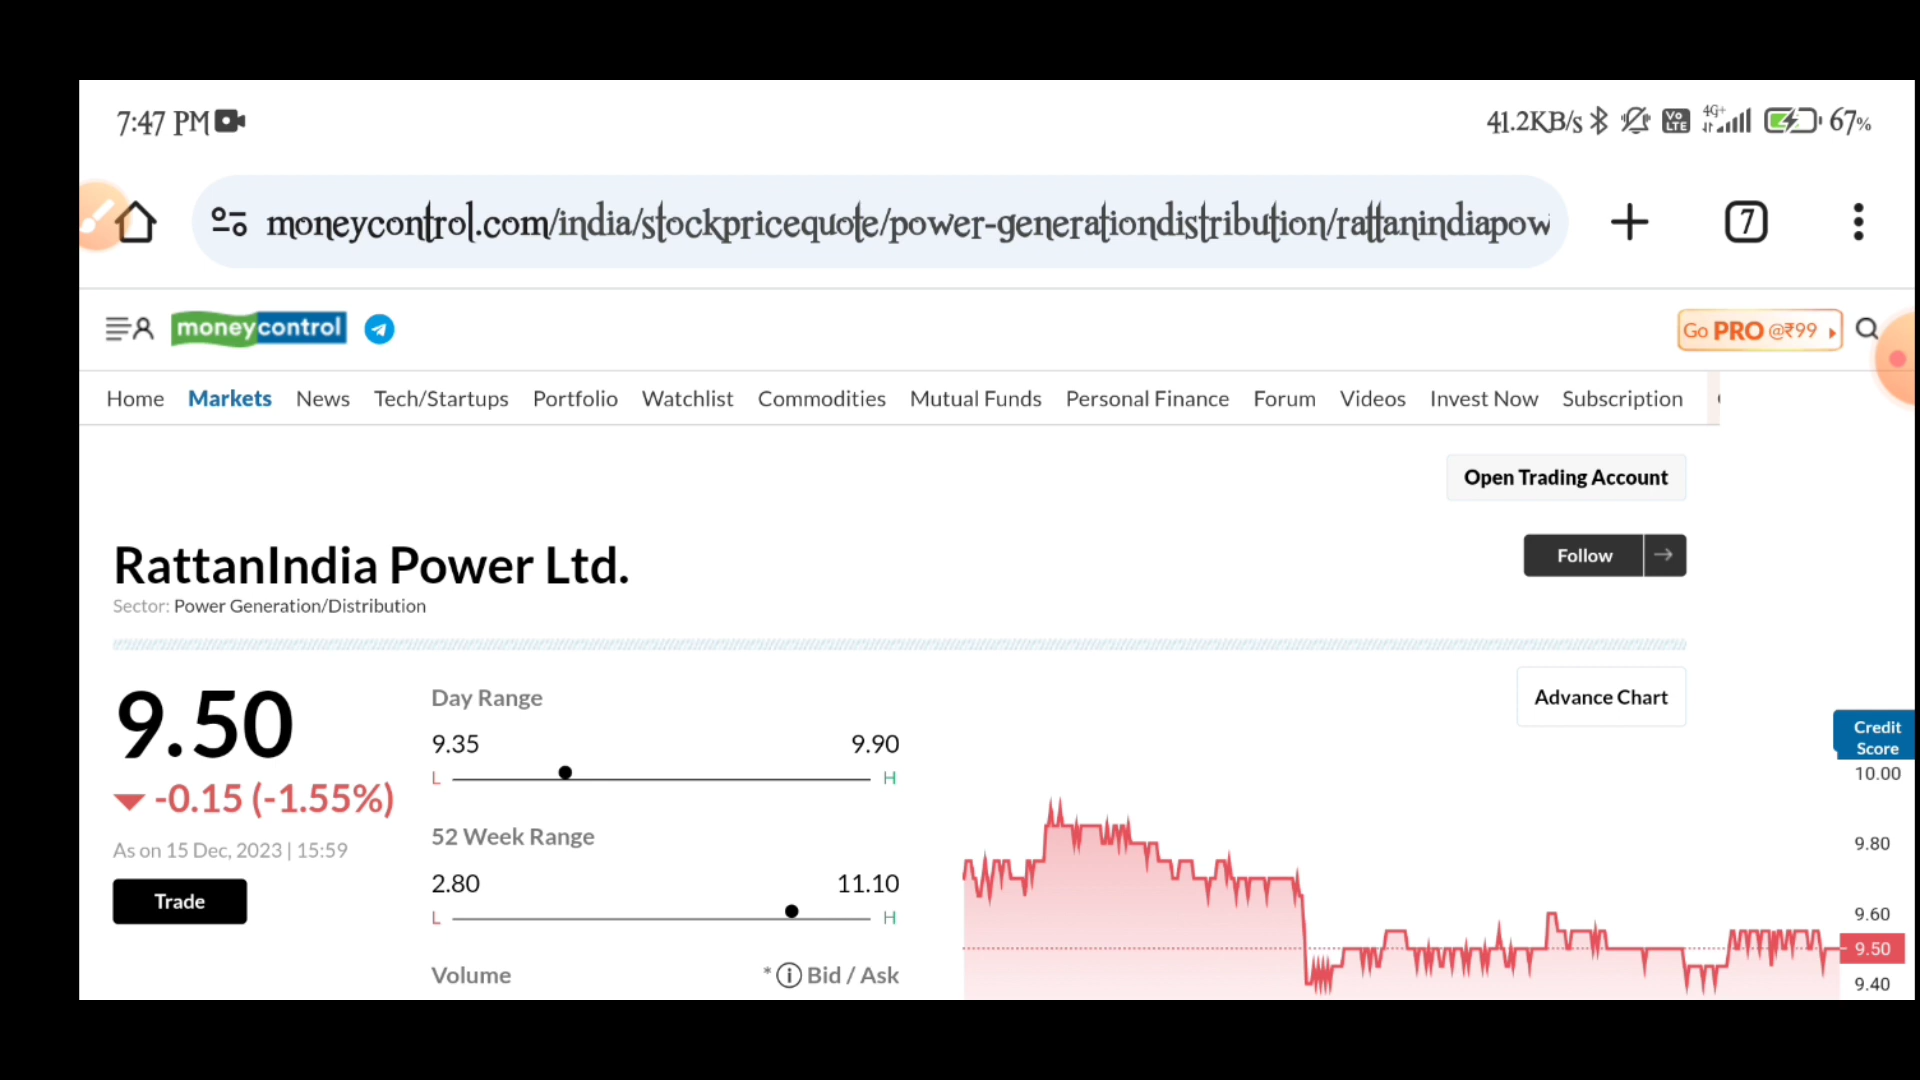 7:47 PM
41.2KB/s
Vo LTE
4G+
67%
moneycontrol.com/india/stockpricequote/power-generationdistribution/rattanindiapow
7
moneycontrol
Go PRO @₹99
Home Markets News Tech/Startups Portfolio Watchlist Commodities Mutual Funds Personal Finance Forum Videos Invest Now Subscription
Open Trading Account
RattanIndia Power Ltd.
Follow
Sector: Power Generation/Distribution
9.50
-0.15 (-1.55%)
As on 15 Dec, 2023 | 15:59
Trade
Day Range
9.35 9.90
L H
52 Week Range
2.80 11.10
L H
Volume * i Bid / Ask
Advance Chart
Credit
Score
10.00
9.80
9.60
9.50
9.40